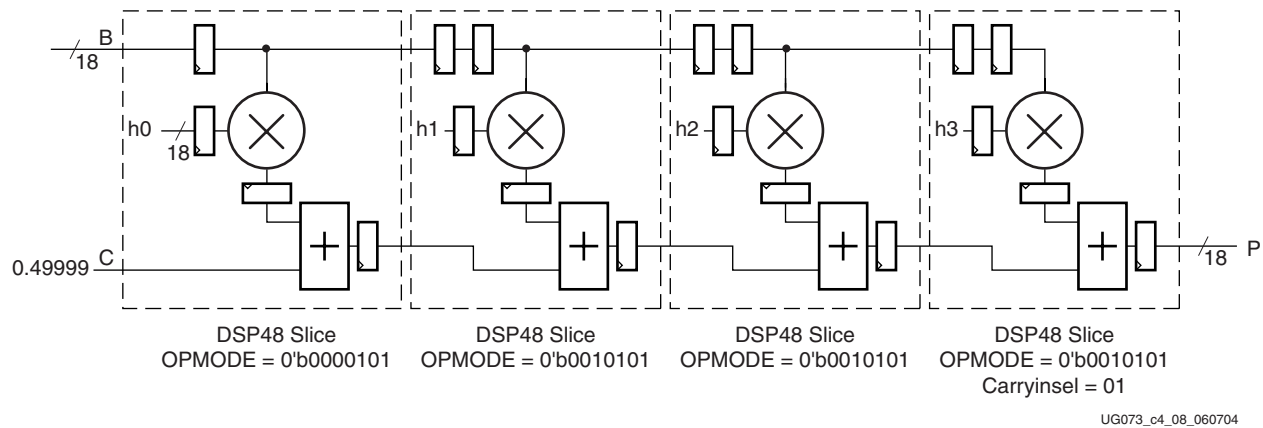 B
18
h0
18
h1
h2
h3
0.49999 C
18 P
DSP48 Slice
OPMODE = 0'b0000101
DSP48 Slice
OPMODE = 0'b0010101
DSP48 Slice
OPMODE = 0'b0010101
DSP48 Slice
OPMODE = 0'b0010101
Carryinsel = 01
UG073_c4_08_060704